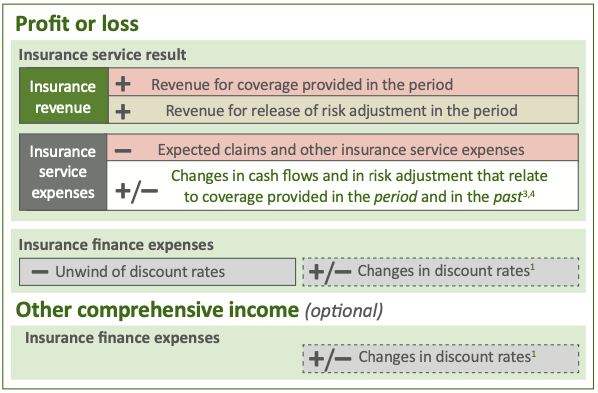 Profit or loss
Insurance service result
Insurance revenue
+ Revenue for coverage provided in the period
+ Revenue for release of risk adjustment in the period
Insurance service expenses
− Expected claims and other insurance service expenses
+/− Changes in cash flows and in risk adjustment that relate
to coverage provided in the period and in the past3,4
Insurance finance expenses
− Unwind of discount rates
+/− Changes in discount rates1
Other comprehensive income (optional)
Insurance finance expenses
+/− Changes in discount rates1